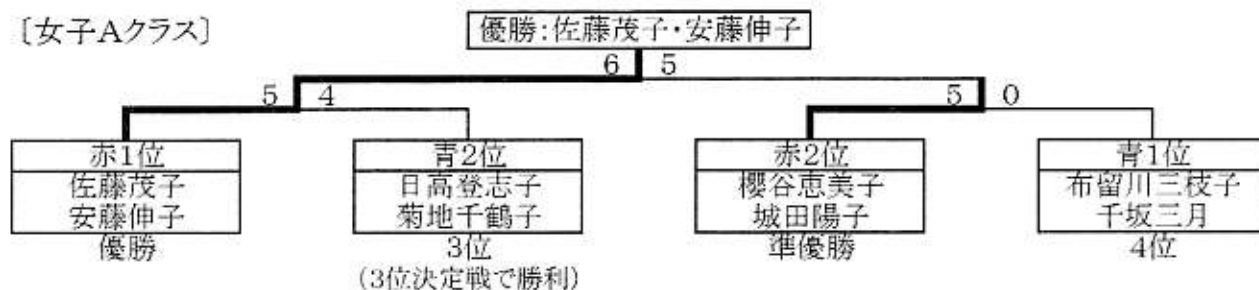 〔女子Aクラス〕
優勝:佐藤茂子・安藤伸子
6 5
5 4 5 0
赤1位 青2位 赤2位 青1位
佐藤茂子 日高登志子 櫻谷恵美子 布留川三枝子
安藤伸子 菊地千鶴子 城田陽子 千坂三月
優勝 3位 準優勝 4位
(3位決定戦で勝利)